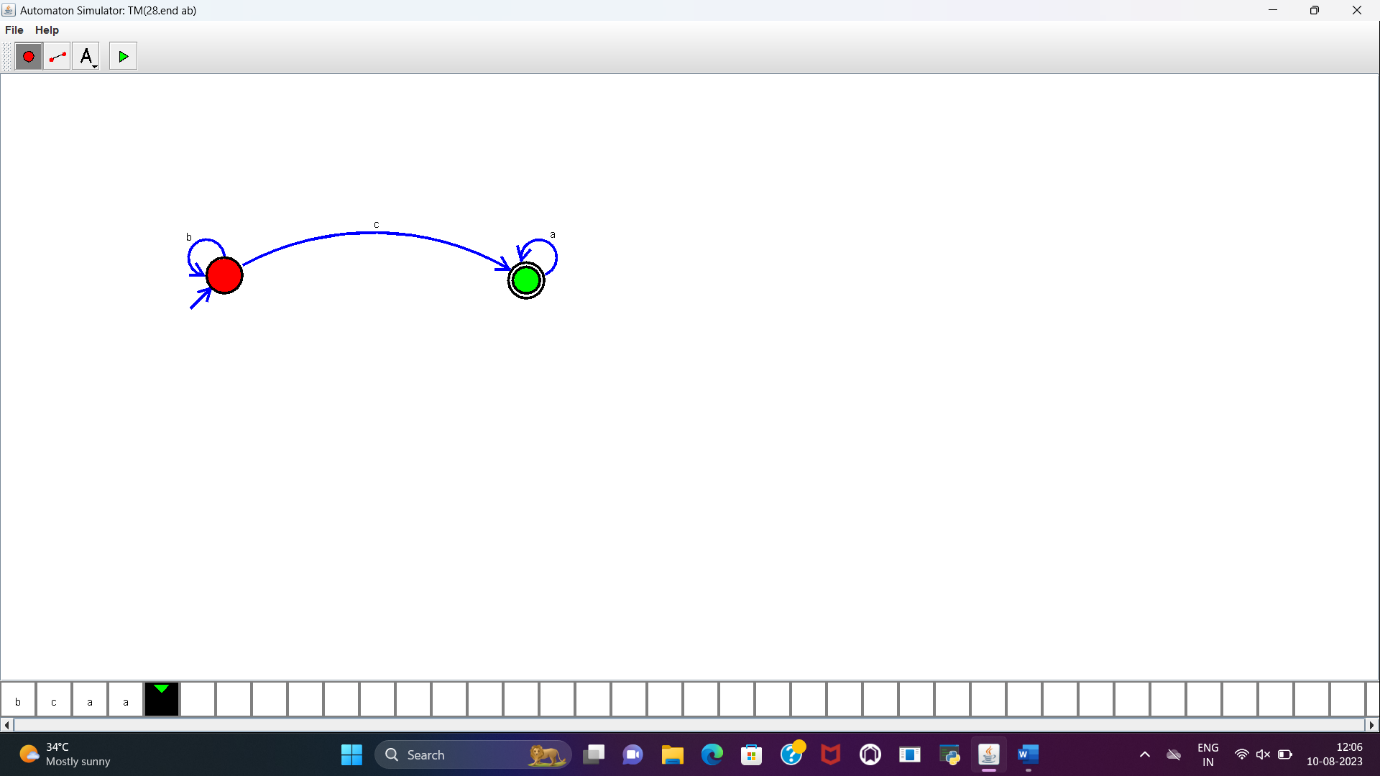 Automaton Simulator: TM(28.end ab)
File Help
A
c
b
a
b c a a
34°C
Mostly sunny
Search
ENG
IN
12:06
10-08-2023